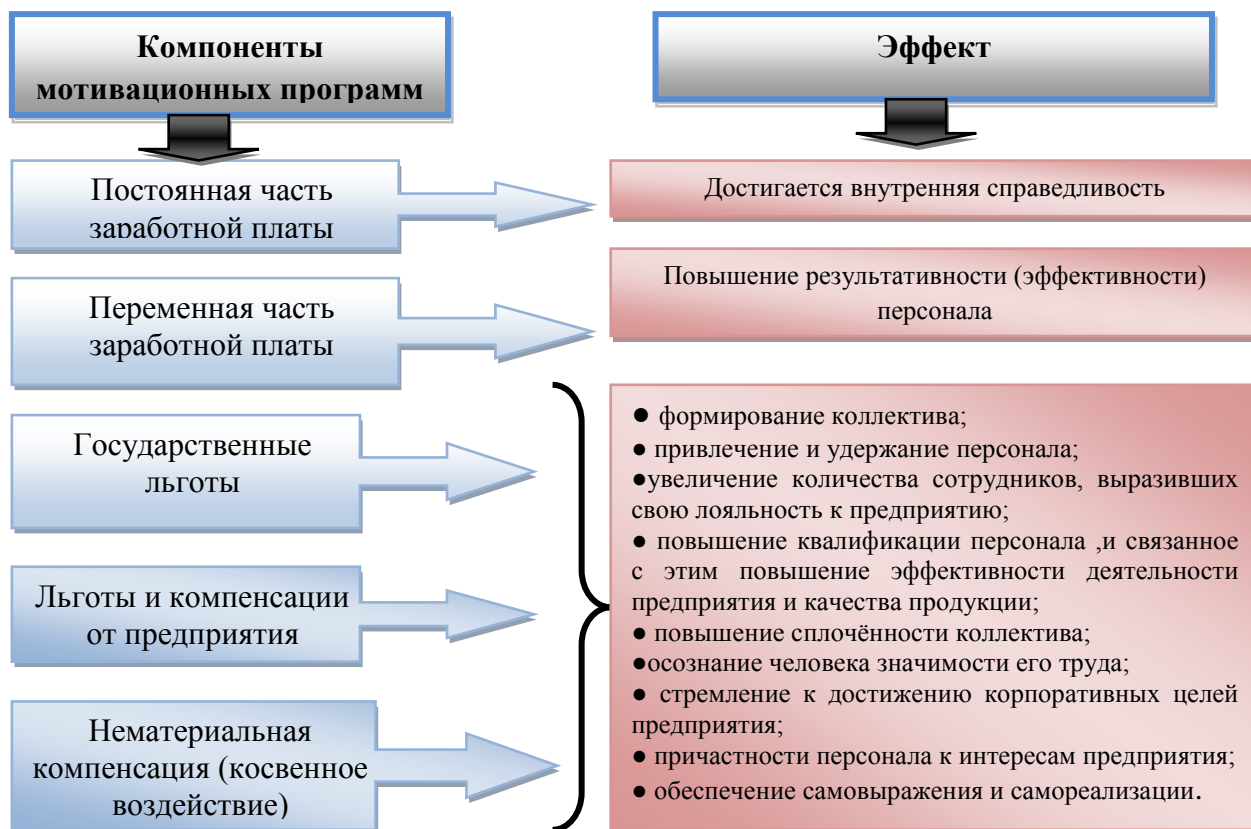 Компоненты
мотивационных программ
Эффект
Постоянная часть
заработной платы
Достигается внутренняя справедливость
Переменная часть
заработной платы
Повышение результативности (эффективности)
персонала
Государственные
льготы
Льготы и компенсации
от предприятия
Нематериальная
компенсация (косвенное
воздействие)
● формирование коллектива;
● привлечение и удержание персонала;
●увеличение количества сотрудников, выразивших
свою лояльность к предприятию;
● повышение квалификации персонала ,и связанное
с этим повышение эффективности деятельности
предприятия и качества продукции;
● повышение сплочённости коллектива;
●осознание человека значимости его труда;
● стремление к достижению корпоративных целей
предприятия;
● причастности персонала к интересам предприятия;
● обеспечение самовыражения и самореализации.